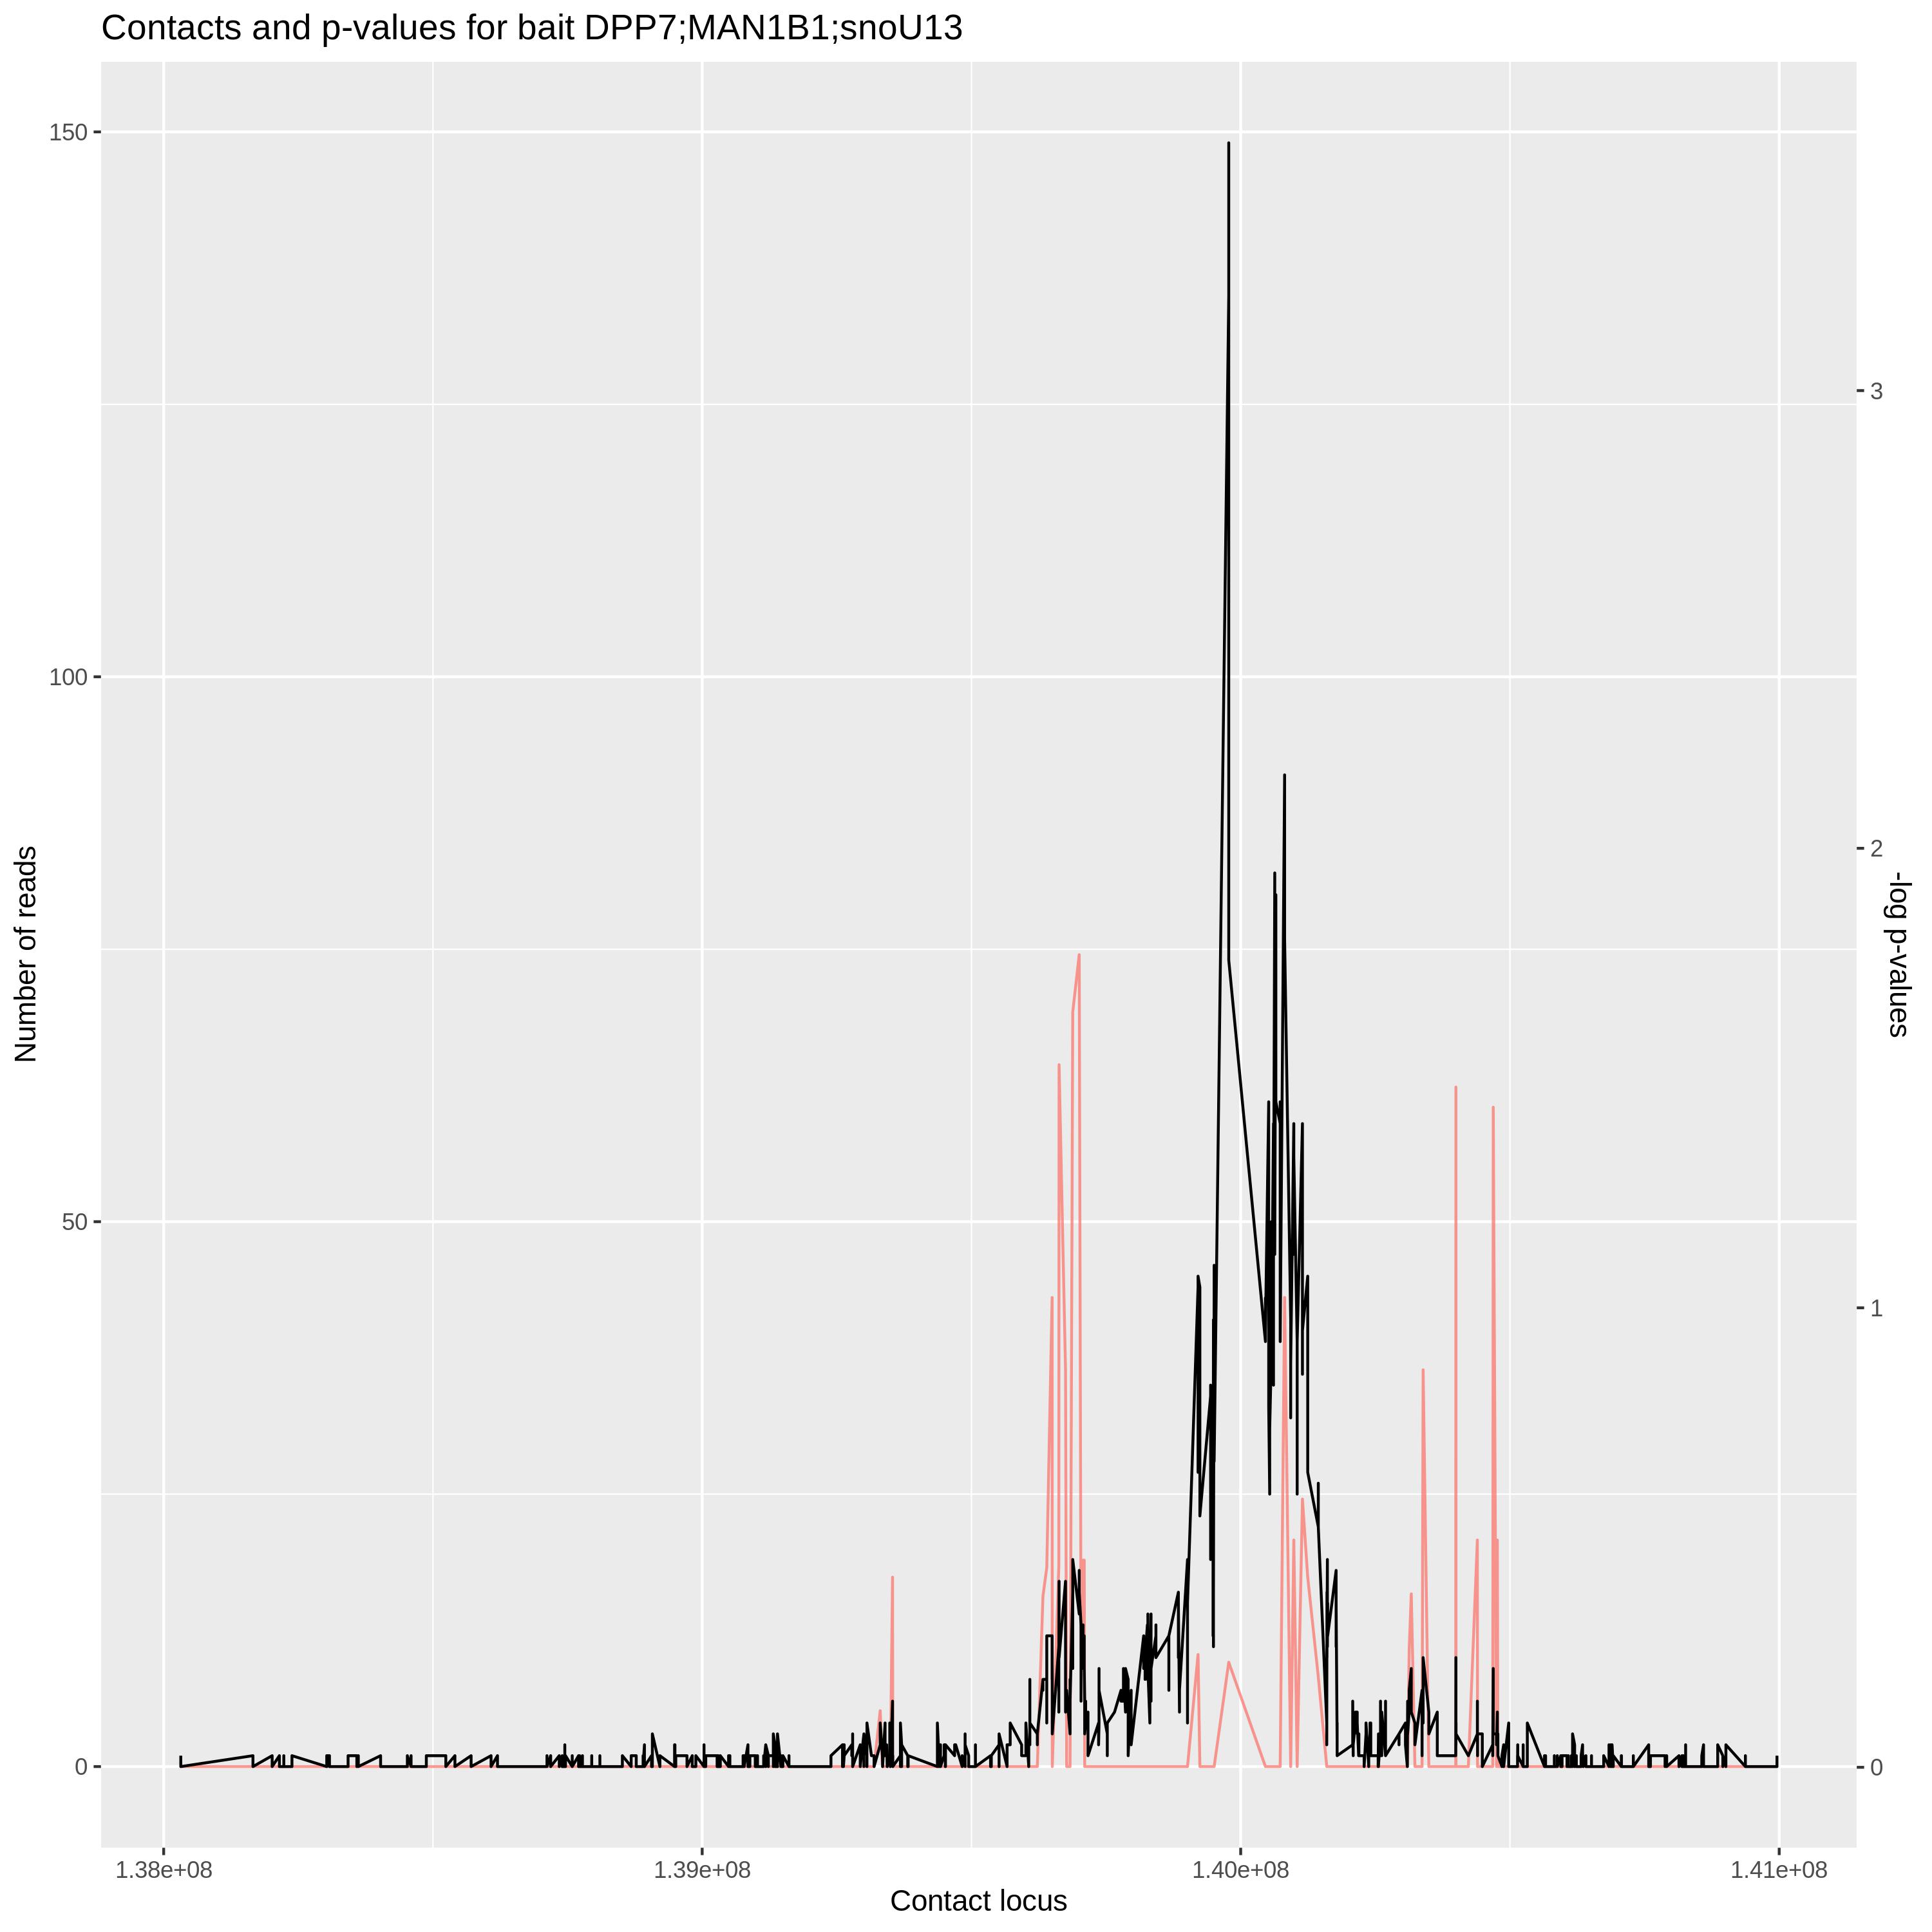 Contacts and p-values for bait DPP7;MAN1B1;snoU13
150
100
50
0
Number of reads
3
2
1
0
-log p-values
1.38e+08 1.39e+08 1.40e+08 1.41e+08
Contact locus